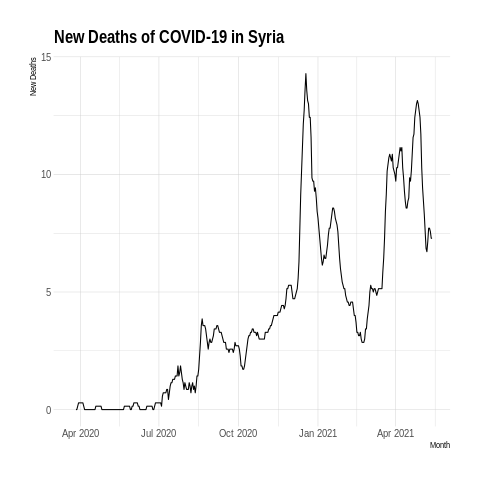 New Deaths of COVID-19 in Syria
New Deaths
15
10
5
0
Apr 2020 Jul 2020 Oct 2020 Jan 2021 Apr 2021
Month